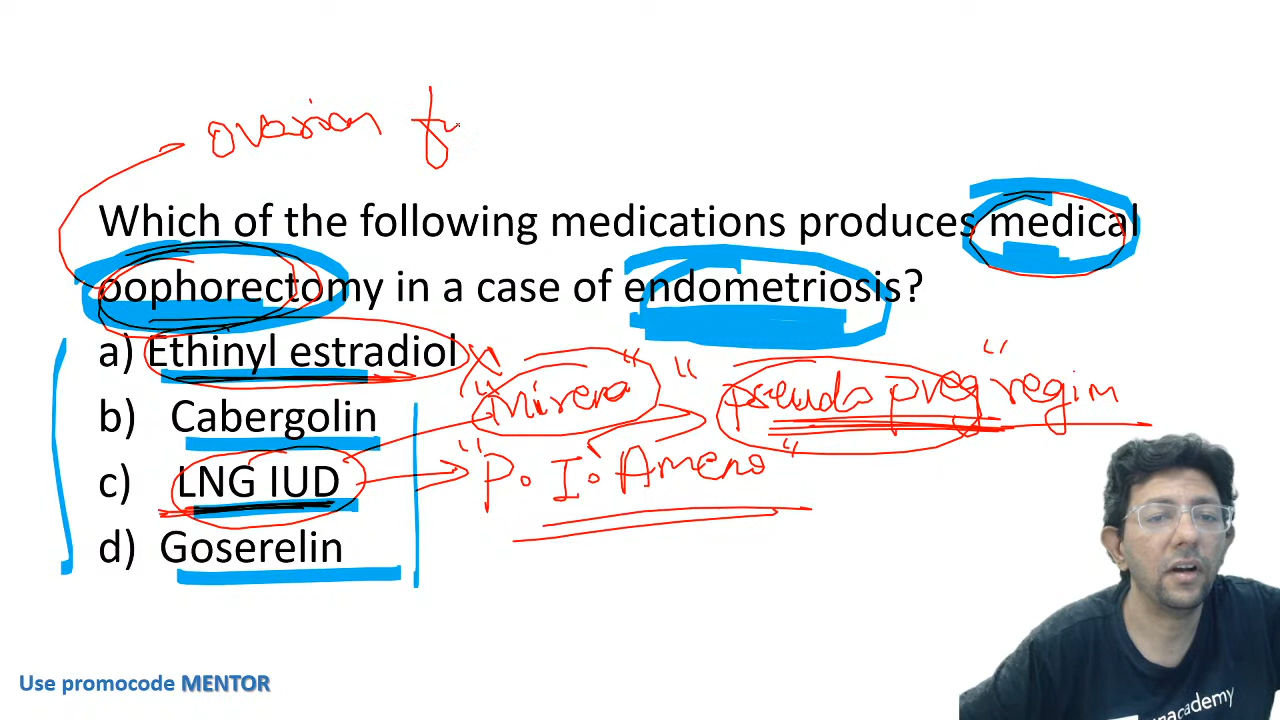 ovarian f
Which of the following medications produces medical
oophorectomy in a case of endometriosis?
a) Ethinyl estradiol
"mirena" "pseudo preg regim"
b) Cabergolin
c) LNG IUD
"P. I. Ameno"
d) Goserelin
unacademy
Use promocode MENTOR